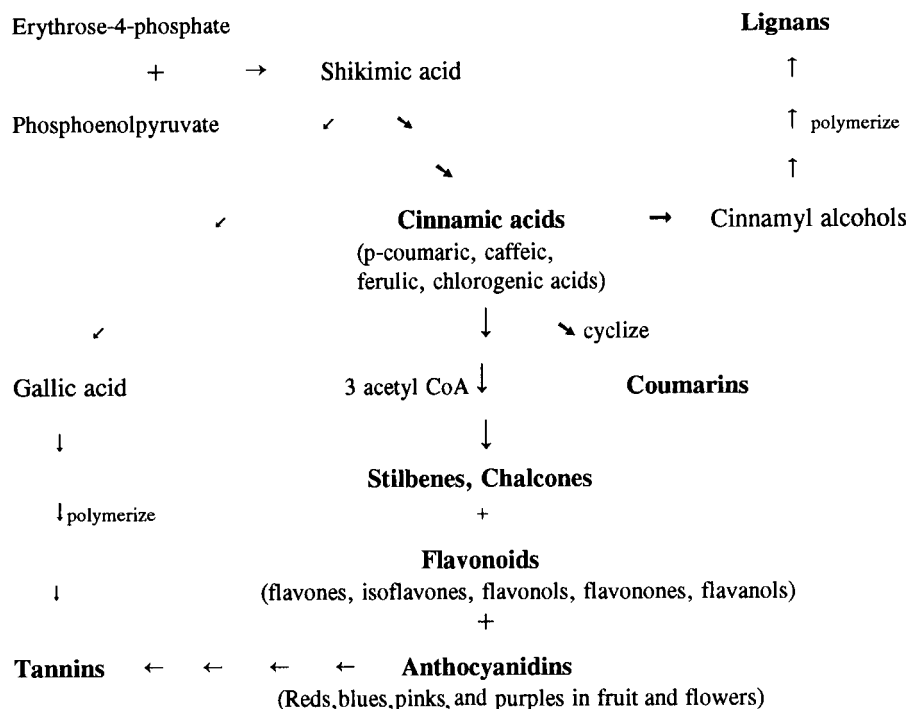 Erythrose-4-phosphate Lignans
+ → Shikimic acid ↑
Phosphoenolpyruvate ↙ ↘ ↑ polymerize
↘ ↑
↙ Cinnamic acids → Cinnamyl alcohols
(p-coumaric, caffeic,
ferulic, chlorogenic acids)
↙ ↓ ↘ cyclize
Gallic acid 3 acetyl CoA ↓ Coumarins
↓ ↓
Stilbenes, Chalcones
↓ polymerize +
Flavonoids
↓ (flavones, isoflavones, flavonols, flavonones, flavanols)
+
Tannins ← ← ← ← Anthocyanidins
(Reds,blues,pinks,and purples in fruit and flowers)